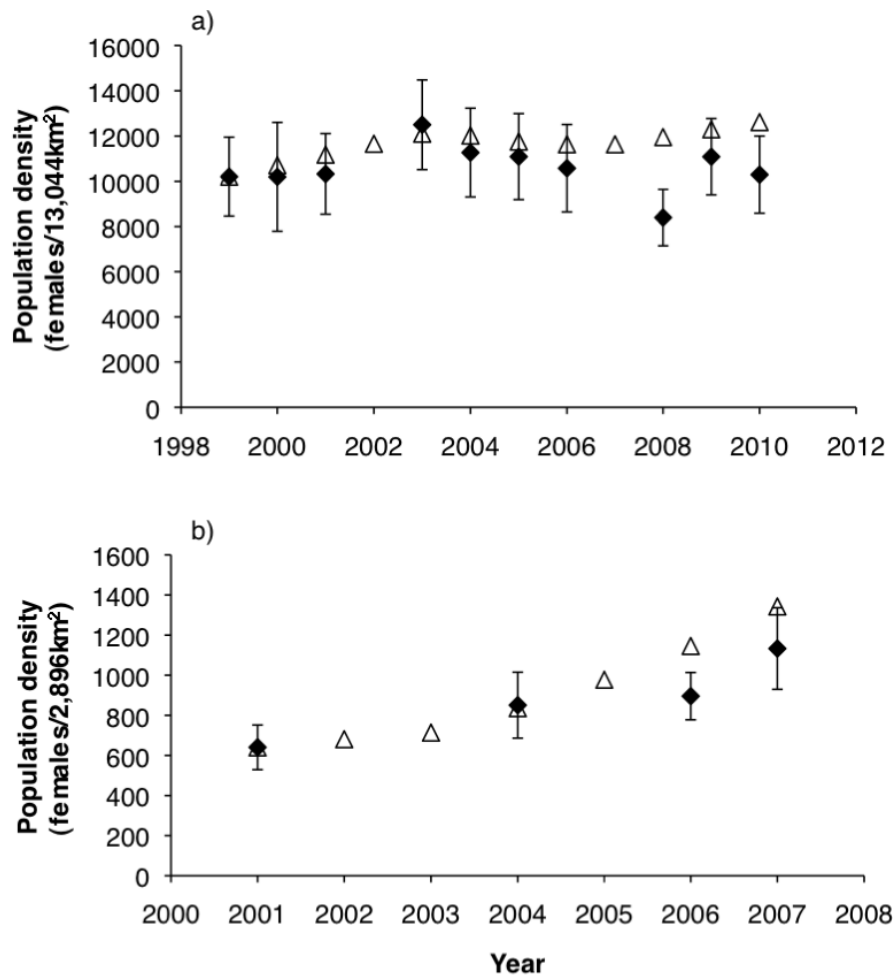 a)
16000
14000
12000
10000
8000
6000
4000
2000
0
Population density
(females/13,044km²)
1998 2000 2002 2004 2006 2008 2010 2012
b)
1600
1400
1200
1000
800
600
400
200
0
Population density
(females/2,896km²)
2000 2001 2002 2003 2004 2005 2006 2007 2008
Year